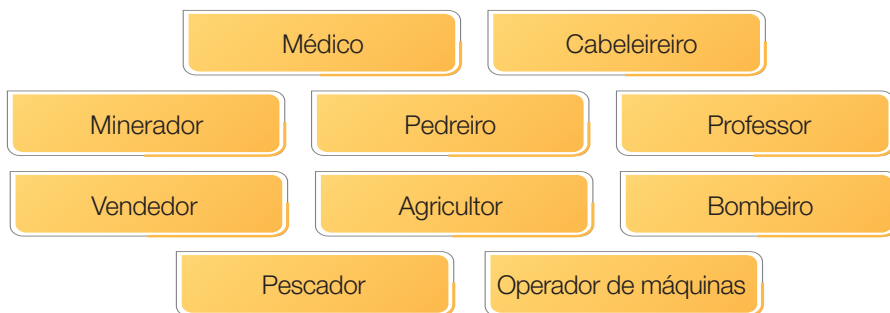 Médico
Cabeleireiro
Minerador
Pedreiro
Professor
Vendedor
Agricultor
Bombeiro
Pescador
Operador de máquinas